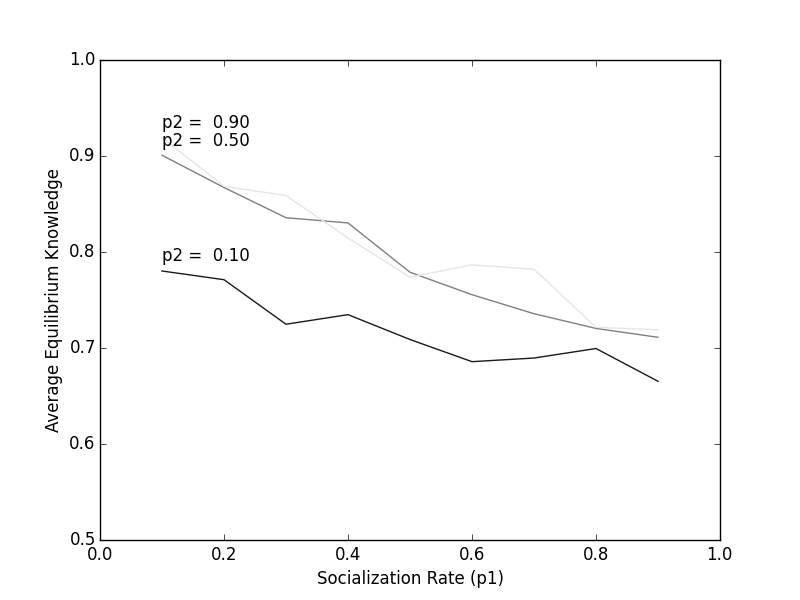 1.0
p2 =  0.90
p2 =  0.50
0.9
p2 =  0.10
0.8
0.7
0.6
0.5
Average Equilibrium Knowledge
0.0 0.2 0.4 0.6 0.8 1.0
Socialization Rate (p1)